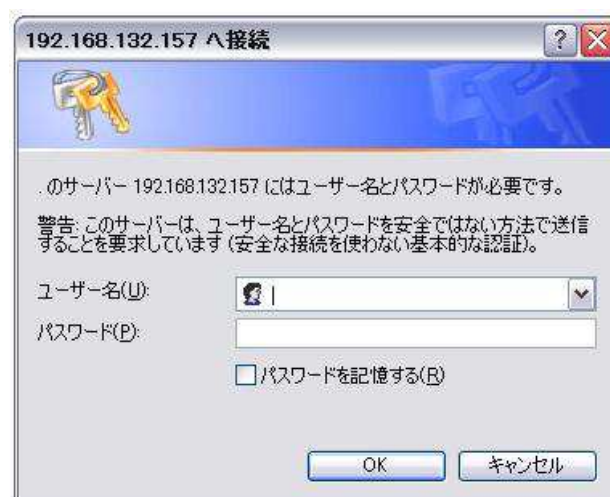 192.168.132.157 へ接続
. のサーバー 192.168.132.157 にはユーザー名とパスワードが必要です。
警告: このサーバーは、ユーザー名とパスワードを安全ではない方法で送信
することを要求しています (安全な接続を使わない基本的な認証)。
ユーザー名(U):
パスワード(P):
パスワードを記憶する(R)
OK
キャンセル